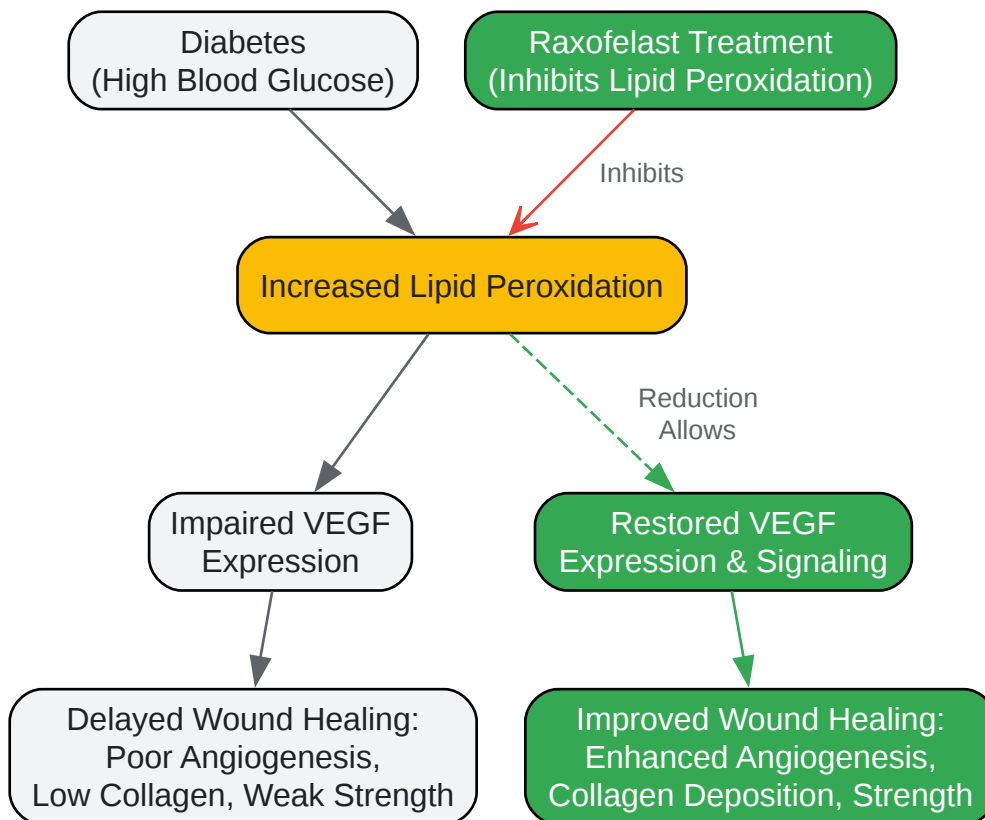 Diabetes
(High Blood Glucose)
Raxofelast Treatment
(Inhibits Lipid Peroxidation)
Inhibits
Increased Lipid Peroxidation
Reduction
Allows
Impaired VEGF
Expression
Restored VEGF
Expression & Signaling
Delayed Wound Healing:
Poor Angiogenesis,
Low Collagen, Weak Strength
Improved Wound Healing:
Enhanced Angiogenesis,
Collagen Deposition, Strength